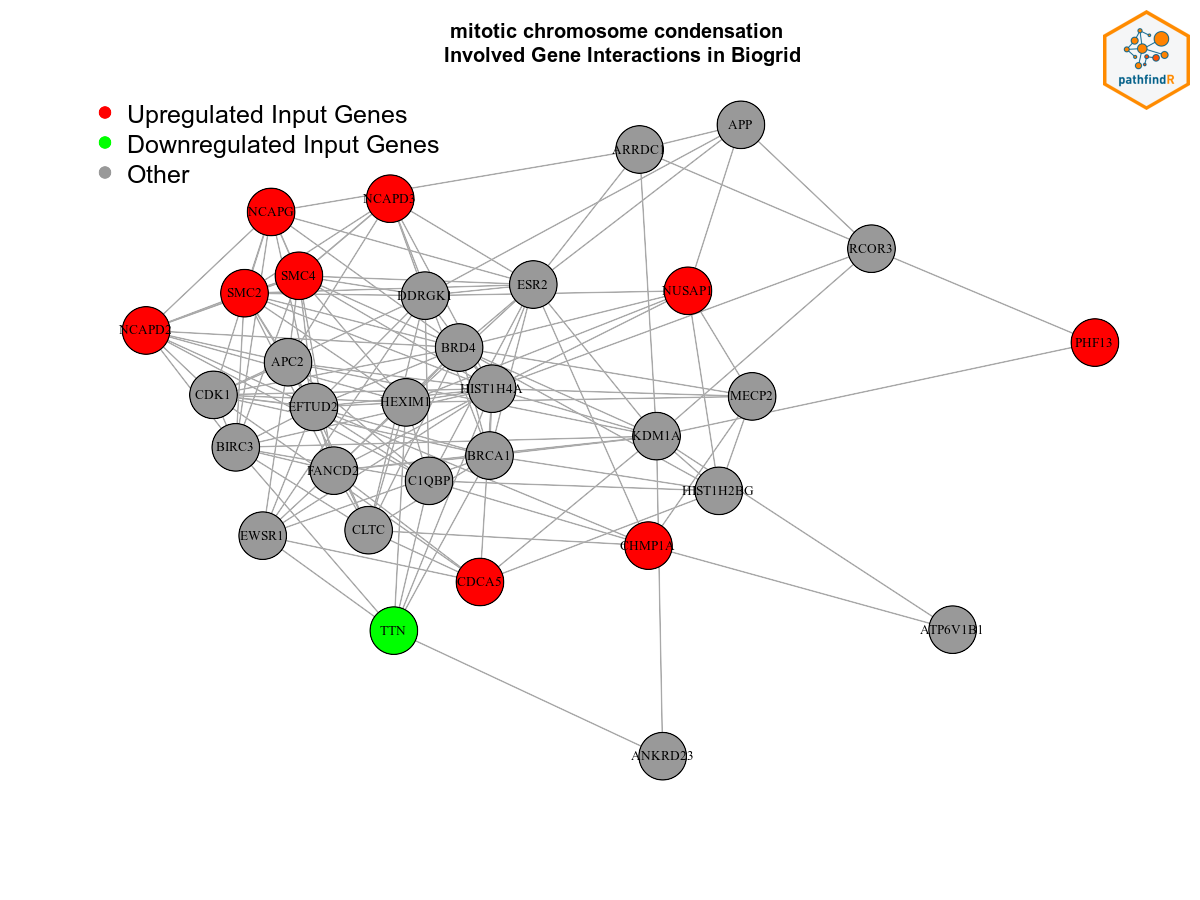 mitotic chromosome condensation
Involved Gene Interactions in Biogrid
pathfindR
Upregulated Input Genes
Downregulated Input Genes
Other
APP
ARRDC1
NCAPD3
NCAPG
RCOR3
SMC4
ESR2
NUSAP1
SMC2
DDRGK1
NCAPD2
PHF13
BRD4
APC2
HIST1H4A
CDK1
MECP2
HEXIM1
EFTUD2
KDM1A
BIRC3
BRCA1
FANCD2
C1QBP
HIST1H2BG
CLTC
EWSR1
CHMP1A
CDCA5
TTN
ATP6V1B1
ANKRD23